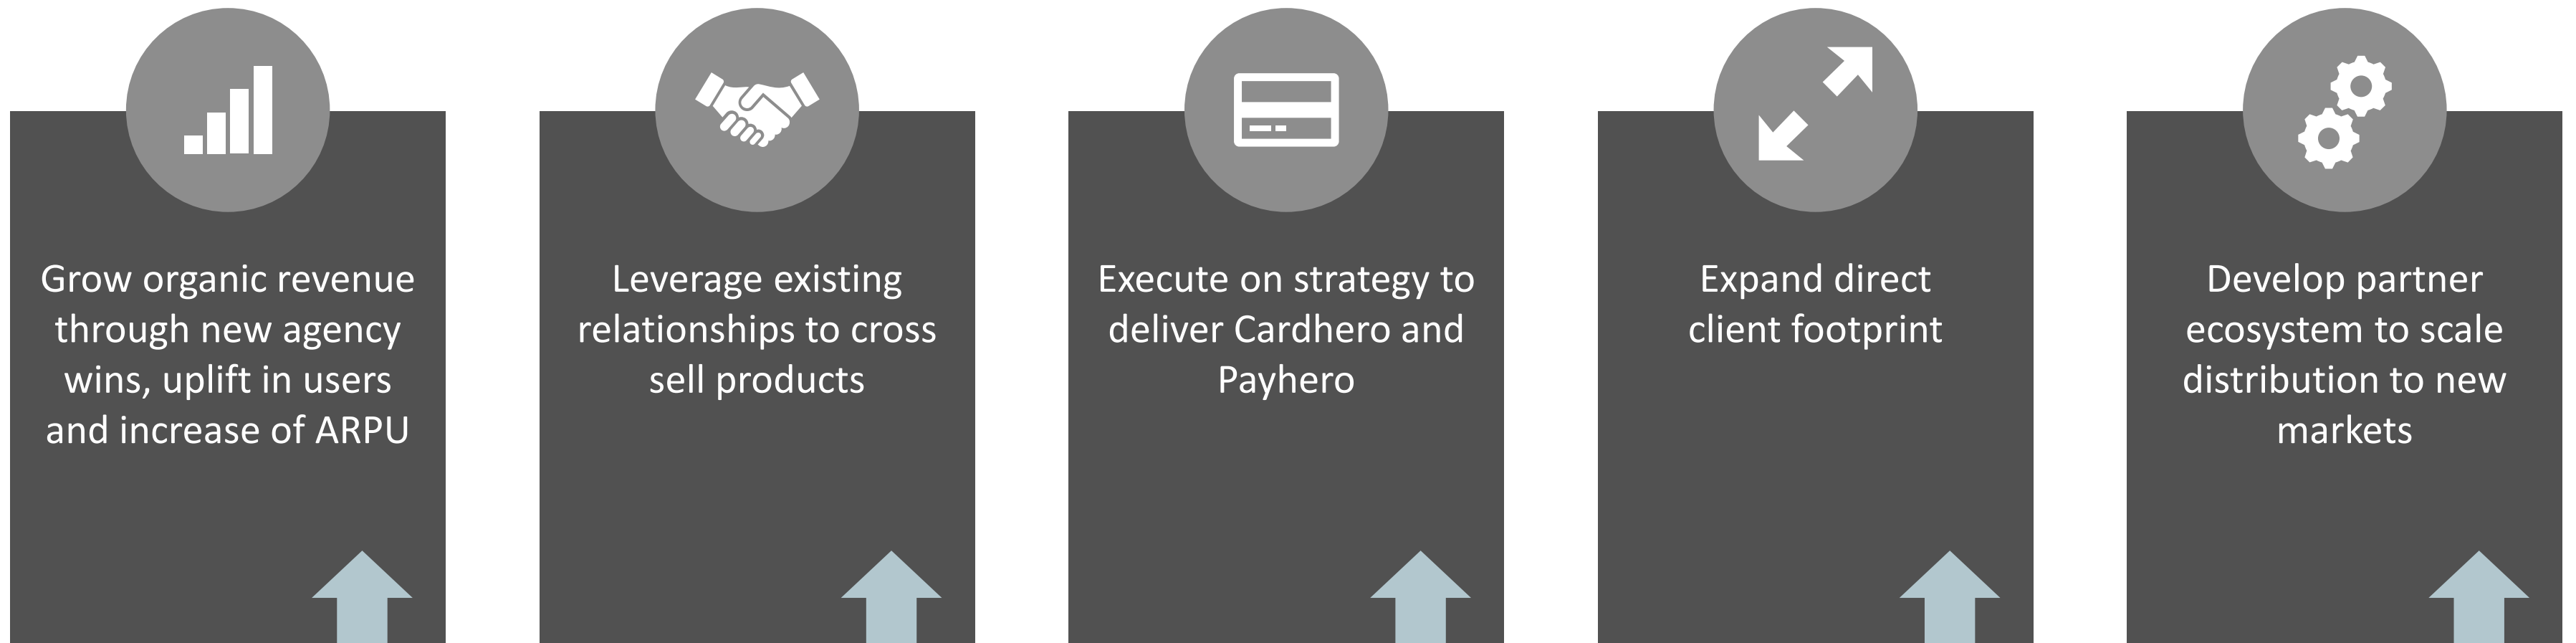 Grow organic revenue
through new agency
wins, uplift in users
and increase of ARPU
Leverage existing
relationships to cross
sell products
Execute on strategy to
deliver Cardhero and
Payhero
Expand direct
client footprint
Develop partner
ecosystem to scale
distribution to new
markets